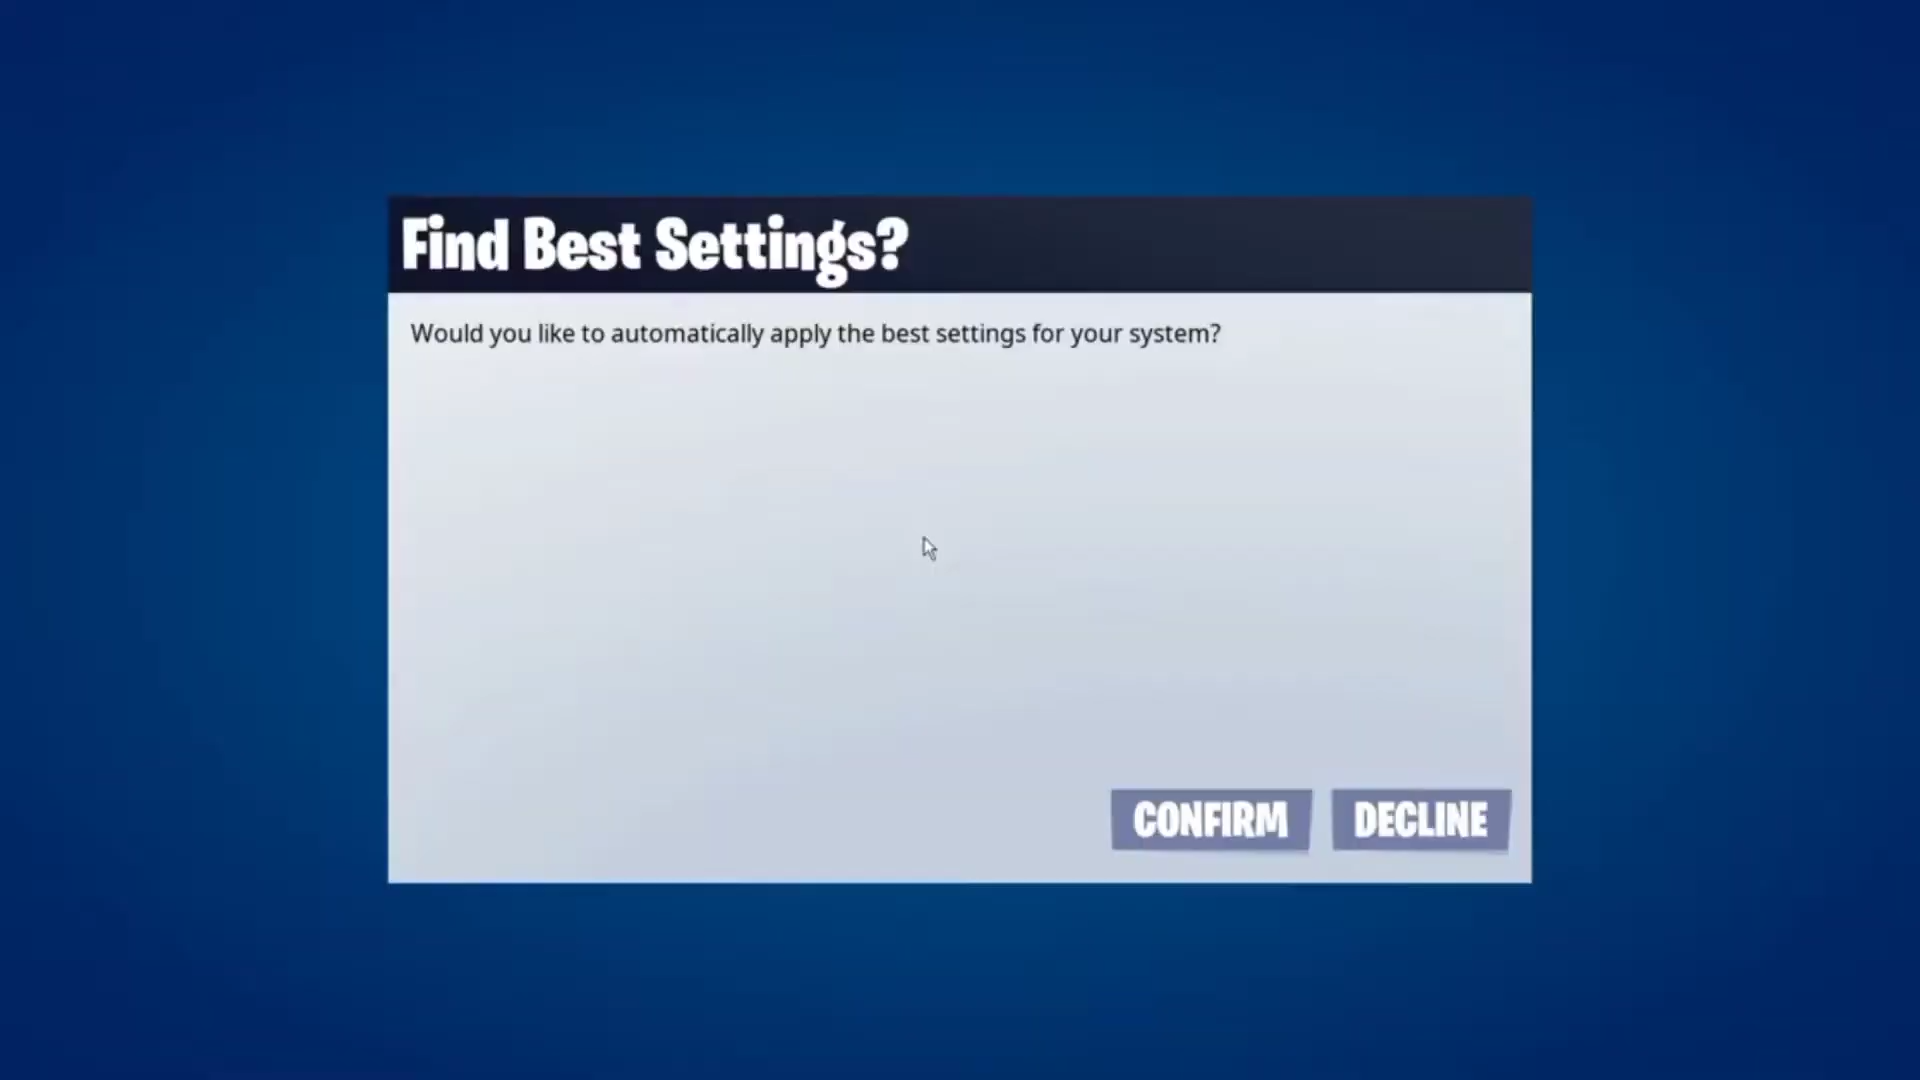 Find Best Settings?
Would you like to automatically apply the best settings for your system?
CONFIRM DECLINE